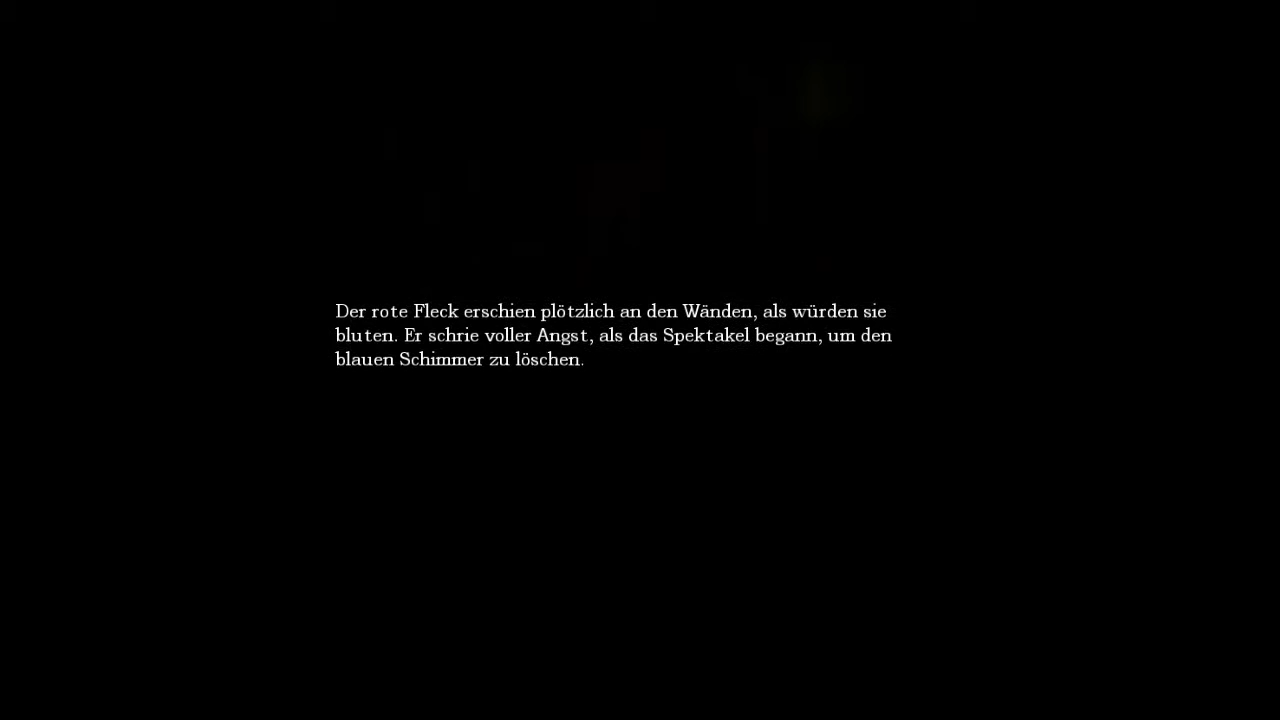 Der rote Fleck erschien plötzlich an den Wänden, als würden sie
bluten. Er schrie voller Angst, als das Spektakel begann, um den
blauen Schimmer zu löschen.